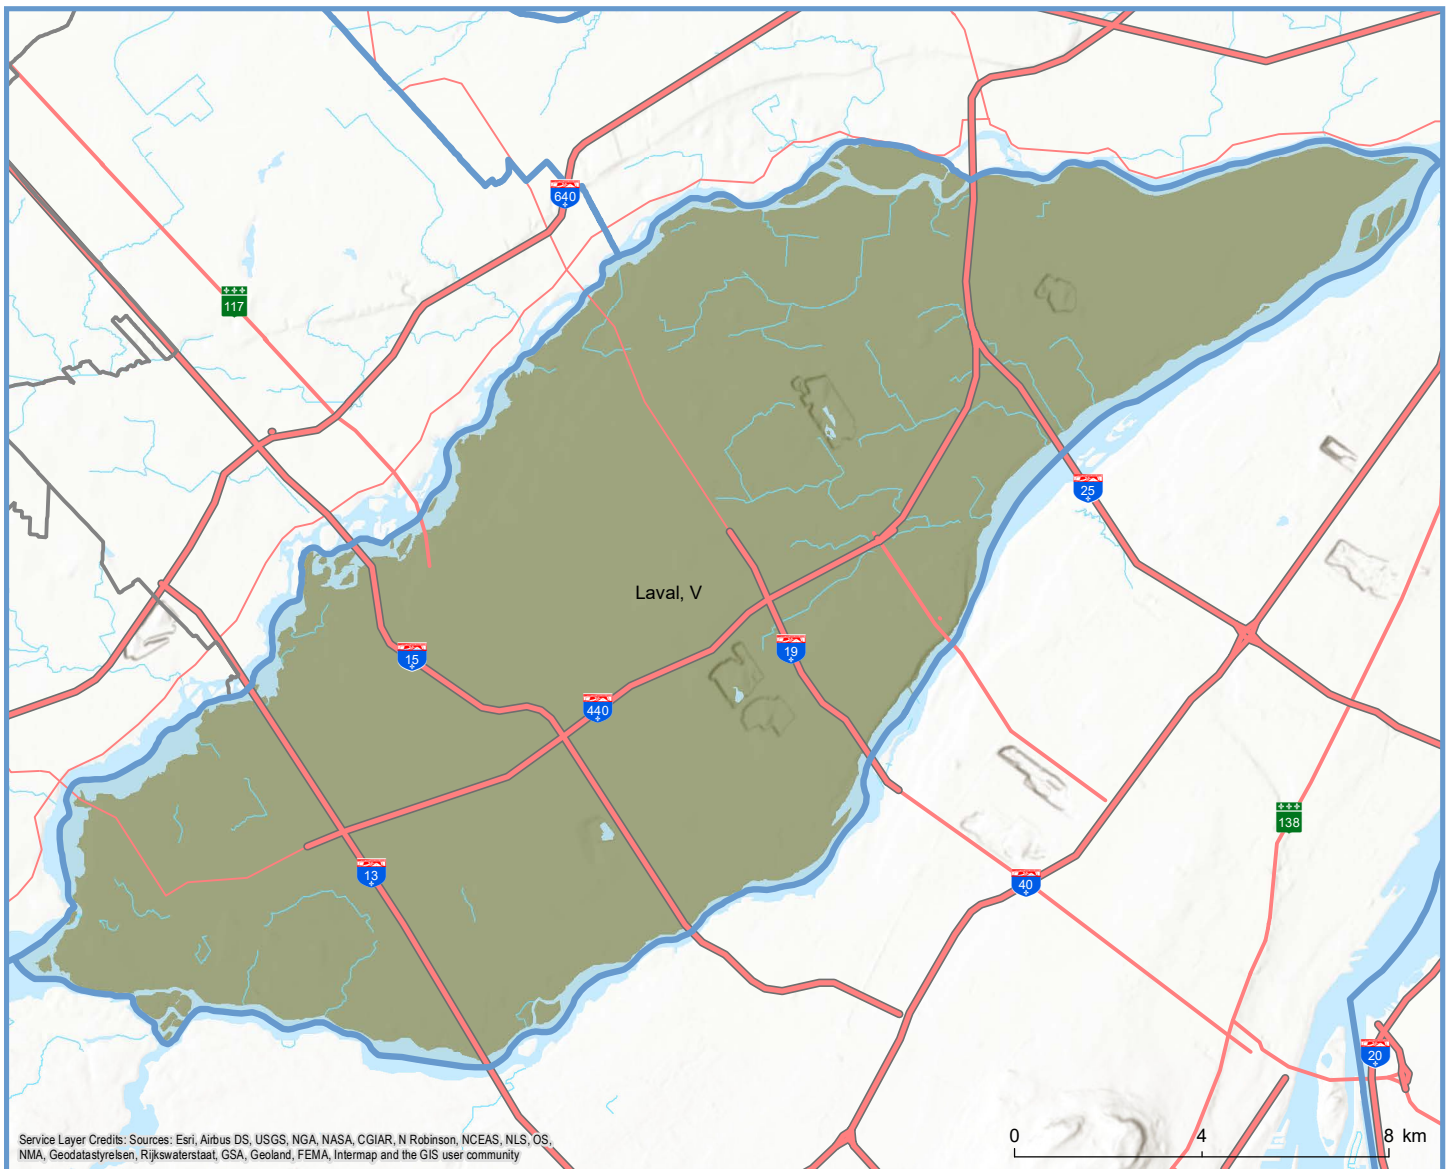 640
117
25
Laval, V
19
15
440
138
13
40
20
0 4 8 km
Service Layer Credits: Sources: Esri, Airbus DS, USGS, NGA, NASA, CGIAR, N Robinson, NCEAS, NLS, OS,
NMA, Geodatastyrelsen, Rijkswaterstaat, GSA, Geoland, FEMA, Intermap and the GIS user community